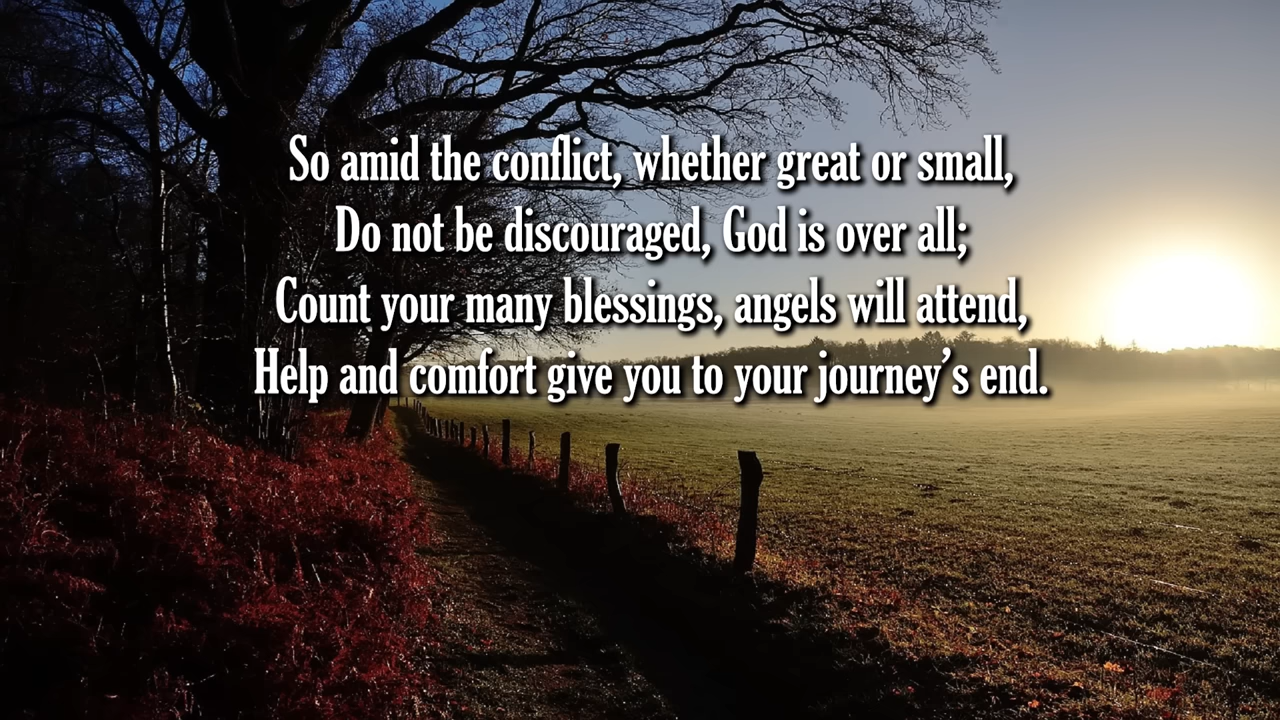 So amid the conflict, whether great or small,
Do not be discouraged, God is over all;
Count your many blessings, angels will attend,
Help and comfort give you to your journey’s end.